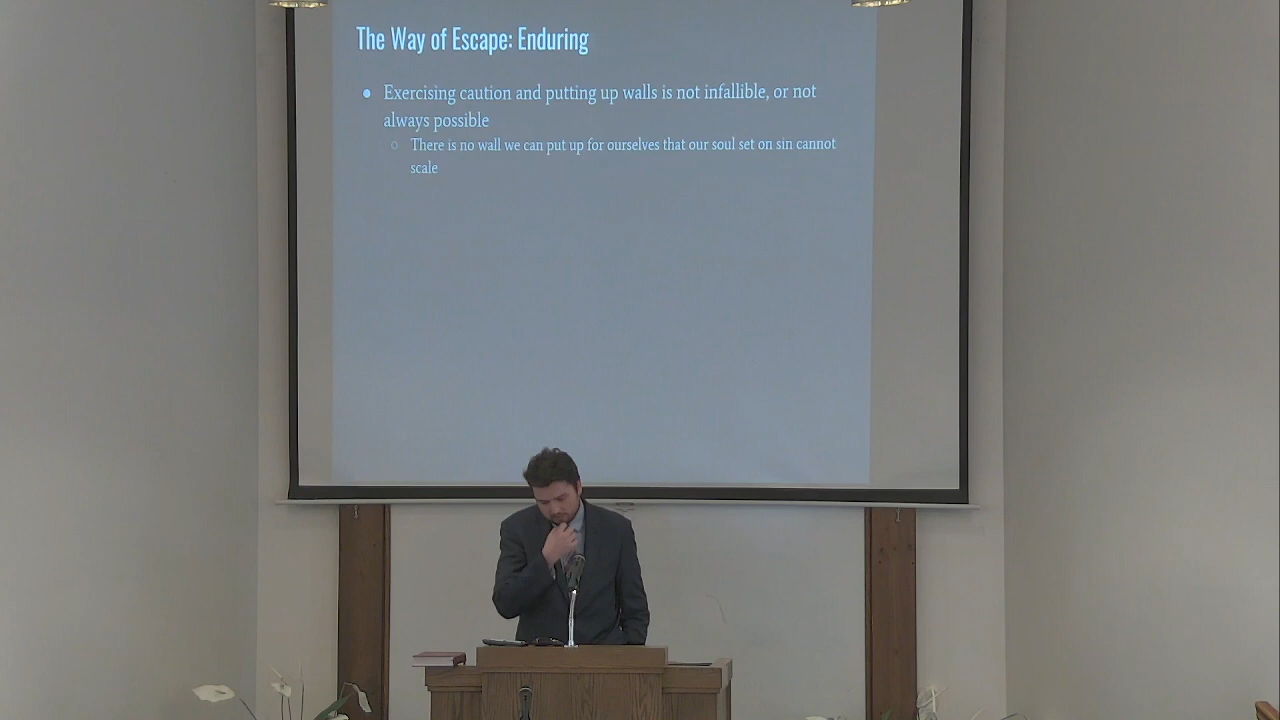 The Way of Escape: Enduring
● Exercising caution and putting up walls is not infallible, or not
always possible
○ There is no wall we can put up for ourselves that our soul set on sin cannot
scale